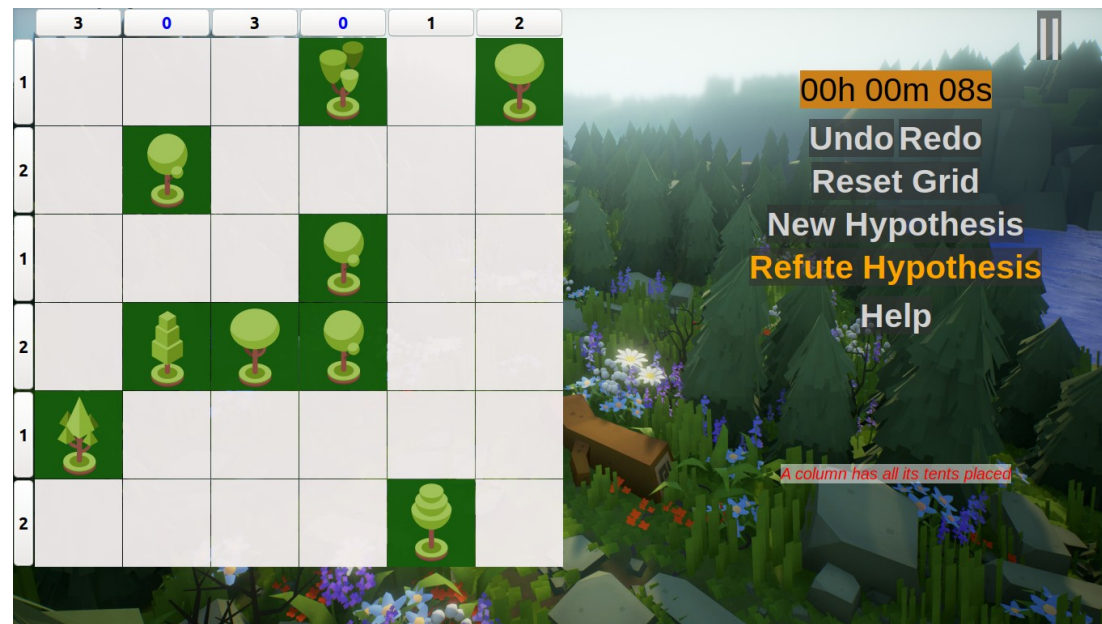 3 0 3 0 1 2
1
2
1
2
1
2
00h 00m 08s
Undo Redo
Reset Grid
New Hypothesis
Refute Hypothesis
Help
A column has all its tents placed